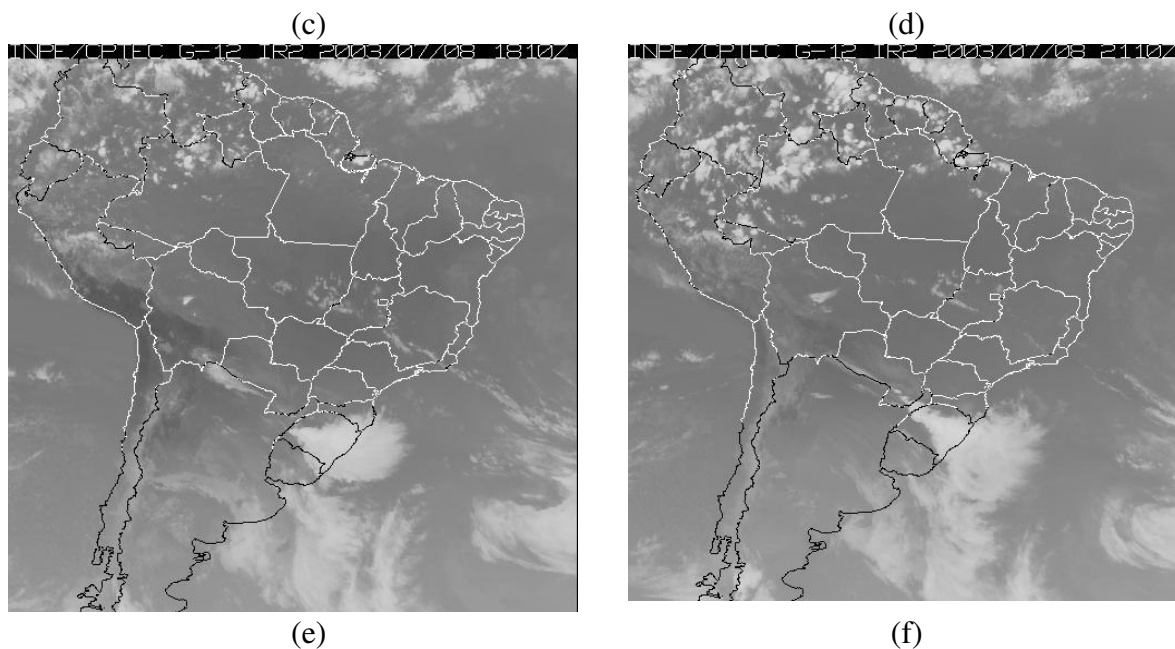 (c) (d)
INPE/CPTEC G-12 IR2 2003/07/08 1810Z INPE/CPTEC G-12 IR2 2003/07/08 2110Z
(e) (f)